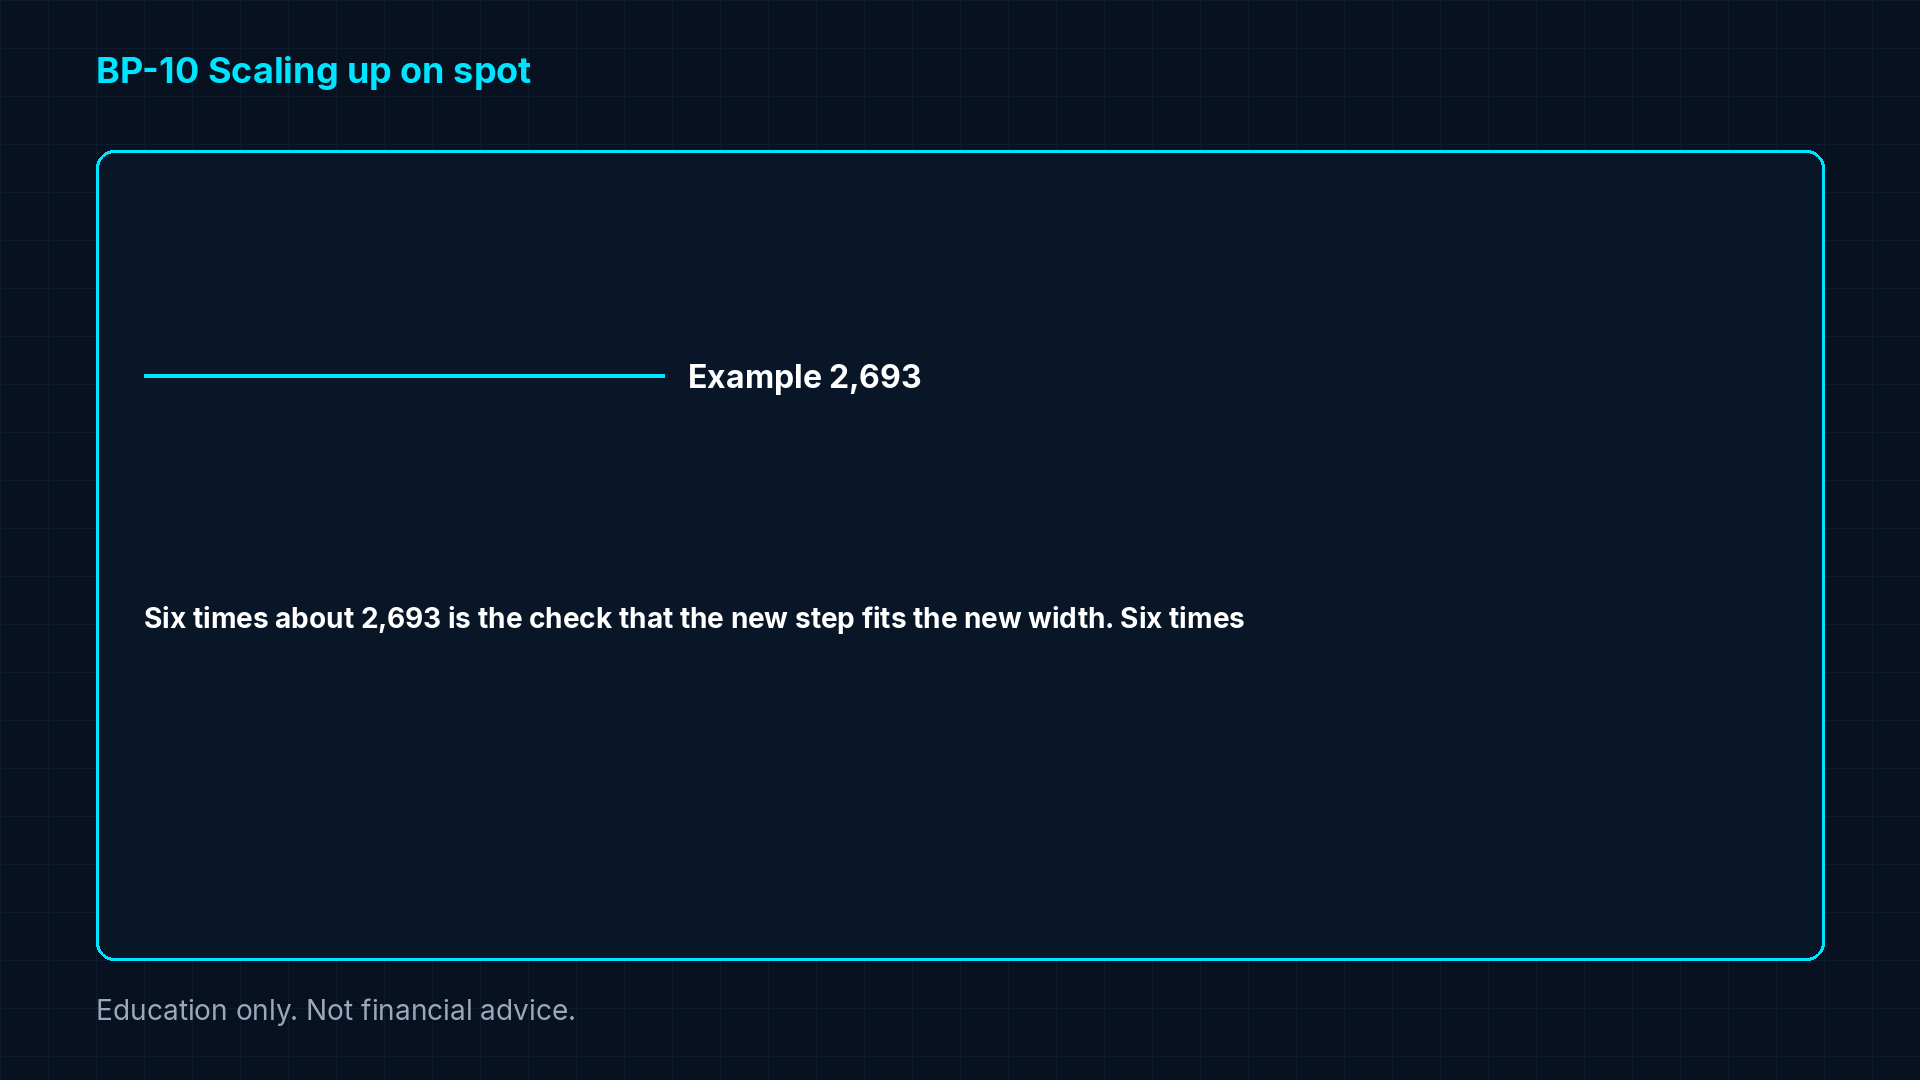 BP-10 Scaling up on spot
Example 2,693
Six times about 2,693 is the check that the new step fits the new width. Six times
Education only. Not financial advice.